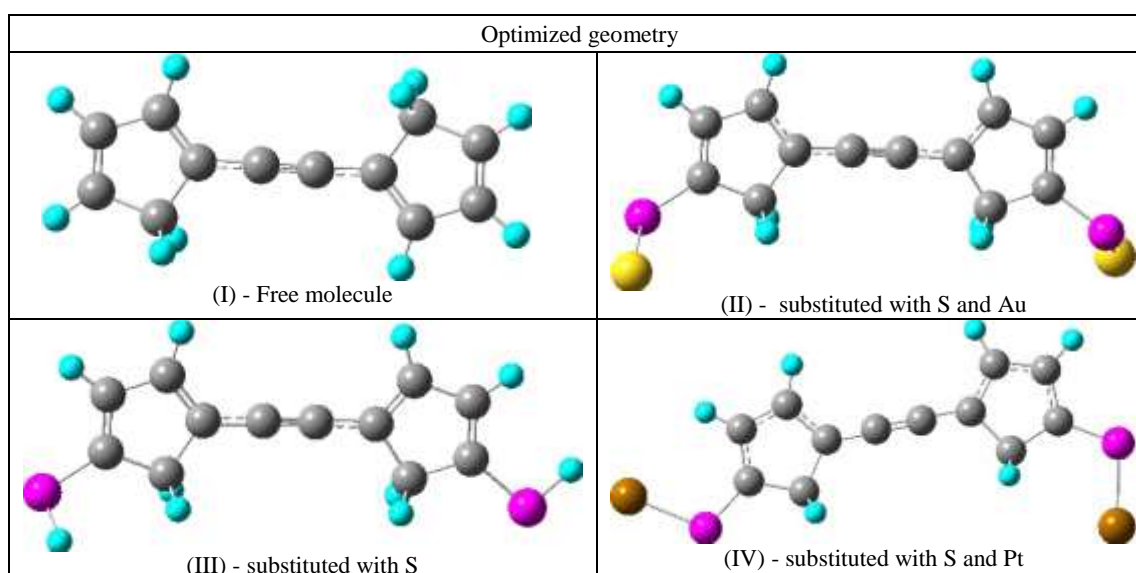 Optimized geometry
(I) - Free molecule
(II) - substituted with S and Au
(III) - substituted with S
(IV) - substituted with S and Pt